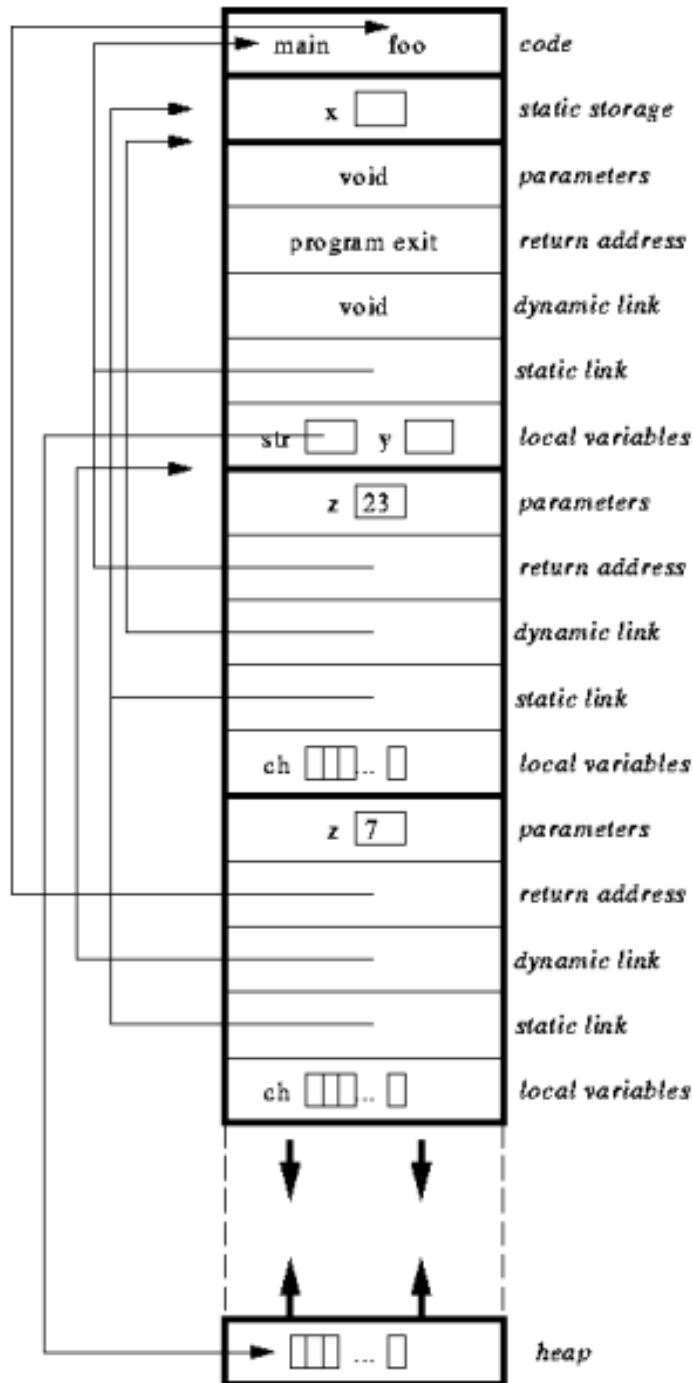 main foo code
x static storage
void parameters
program exit return address
void dynamic link
static link
str y local variables
z 23 parameters
return address
dynamic link
static link
ch ... local variables
z 7 parameters
return address
dynamic link
static link
ch ... local variables
... heap